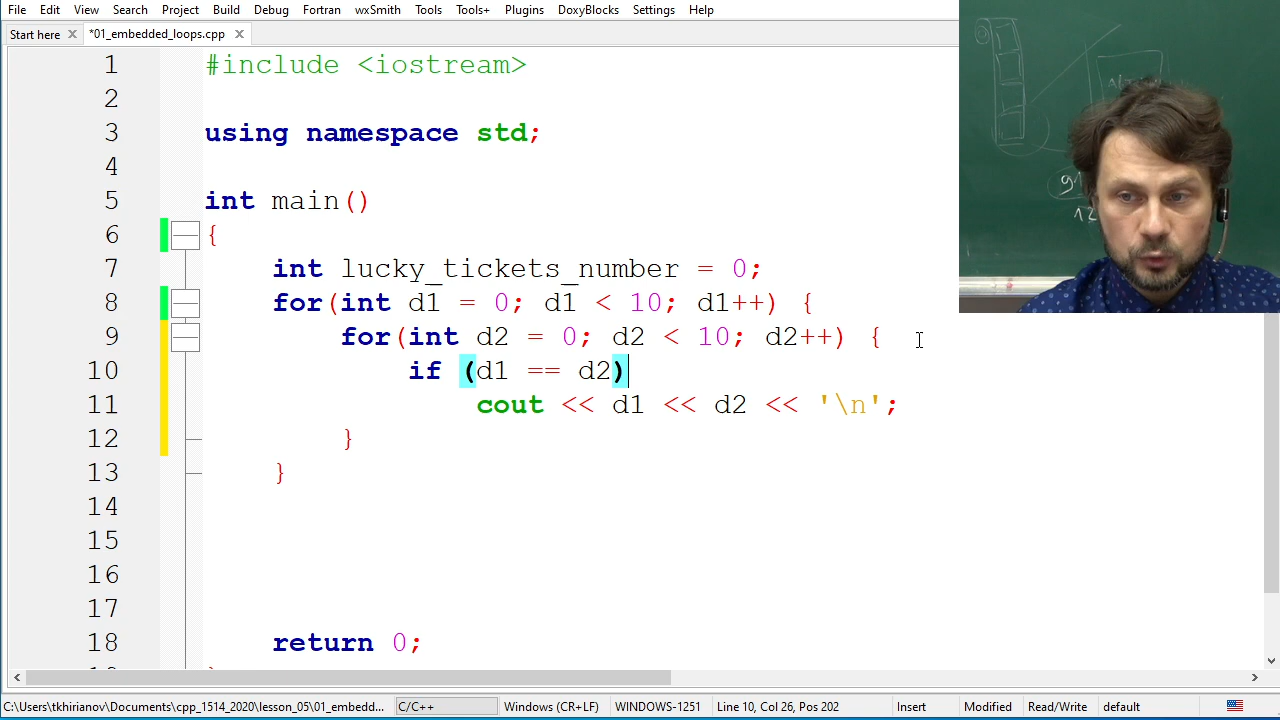 File Edit View Search Project Build Debug Fortran wxSmith Tools Tools+ Plugins DoxyBlocks Settings Help
Start here *01_embedded_loops.cpp
1 #include <iostream>
2
3 using namespace std;
4
5 int main()
6 {
7 int lucky_tickets_number = 0;
8 for(int d1 = 0; d1 < 10; d1++) {
9 for(int d2 = 0; d2 < 10; d2++) {
10 if (d1 == d2)
11 cout << d1 << d2 << '\n';
12 }
13 }
14
15
16
17
18 return 0;
C:\Users\tkhirianov\Documents\cpp_1514_2020\lesson_05\01_embedd... C/C++ Windows (CR+LF) WINDOWS-1251 Line 10, Col 26, Pos 202 Insert Modified Read/Write default